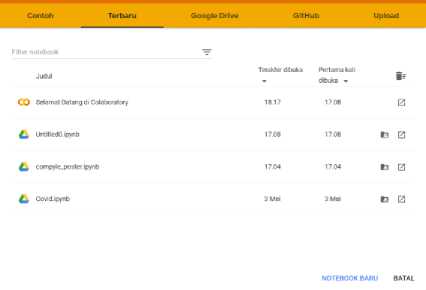 Contoh
Terbaru
Google Drive
GitHub
Upload
Filter notebook
Judul
Terakhir dibuka
Pertama kali
dibuka
Selamat Datang di Colaboratory
18.17
17.08
Untitled0.ipynb
17.08
17.08
compyle_poster.ipynb
17.04
17.04
Covid.ipynb
3 Mei
3 Mei
NOTEBOOK BARU
BATAL